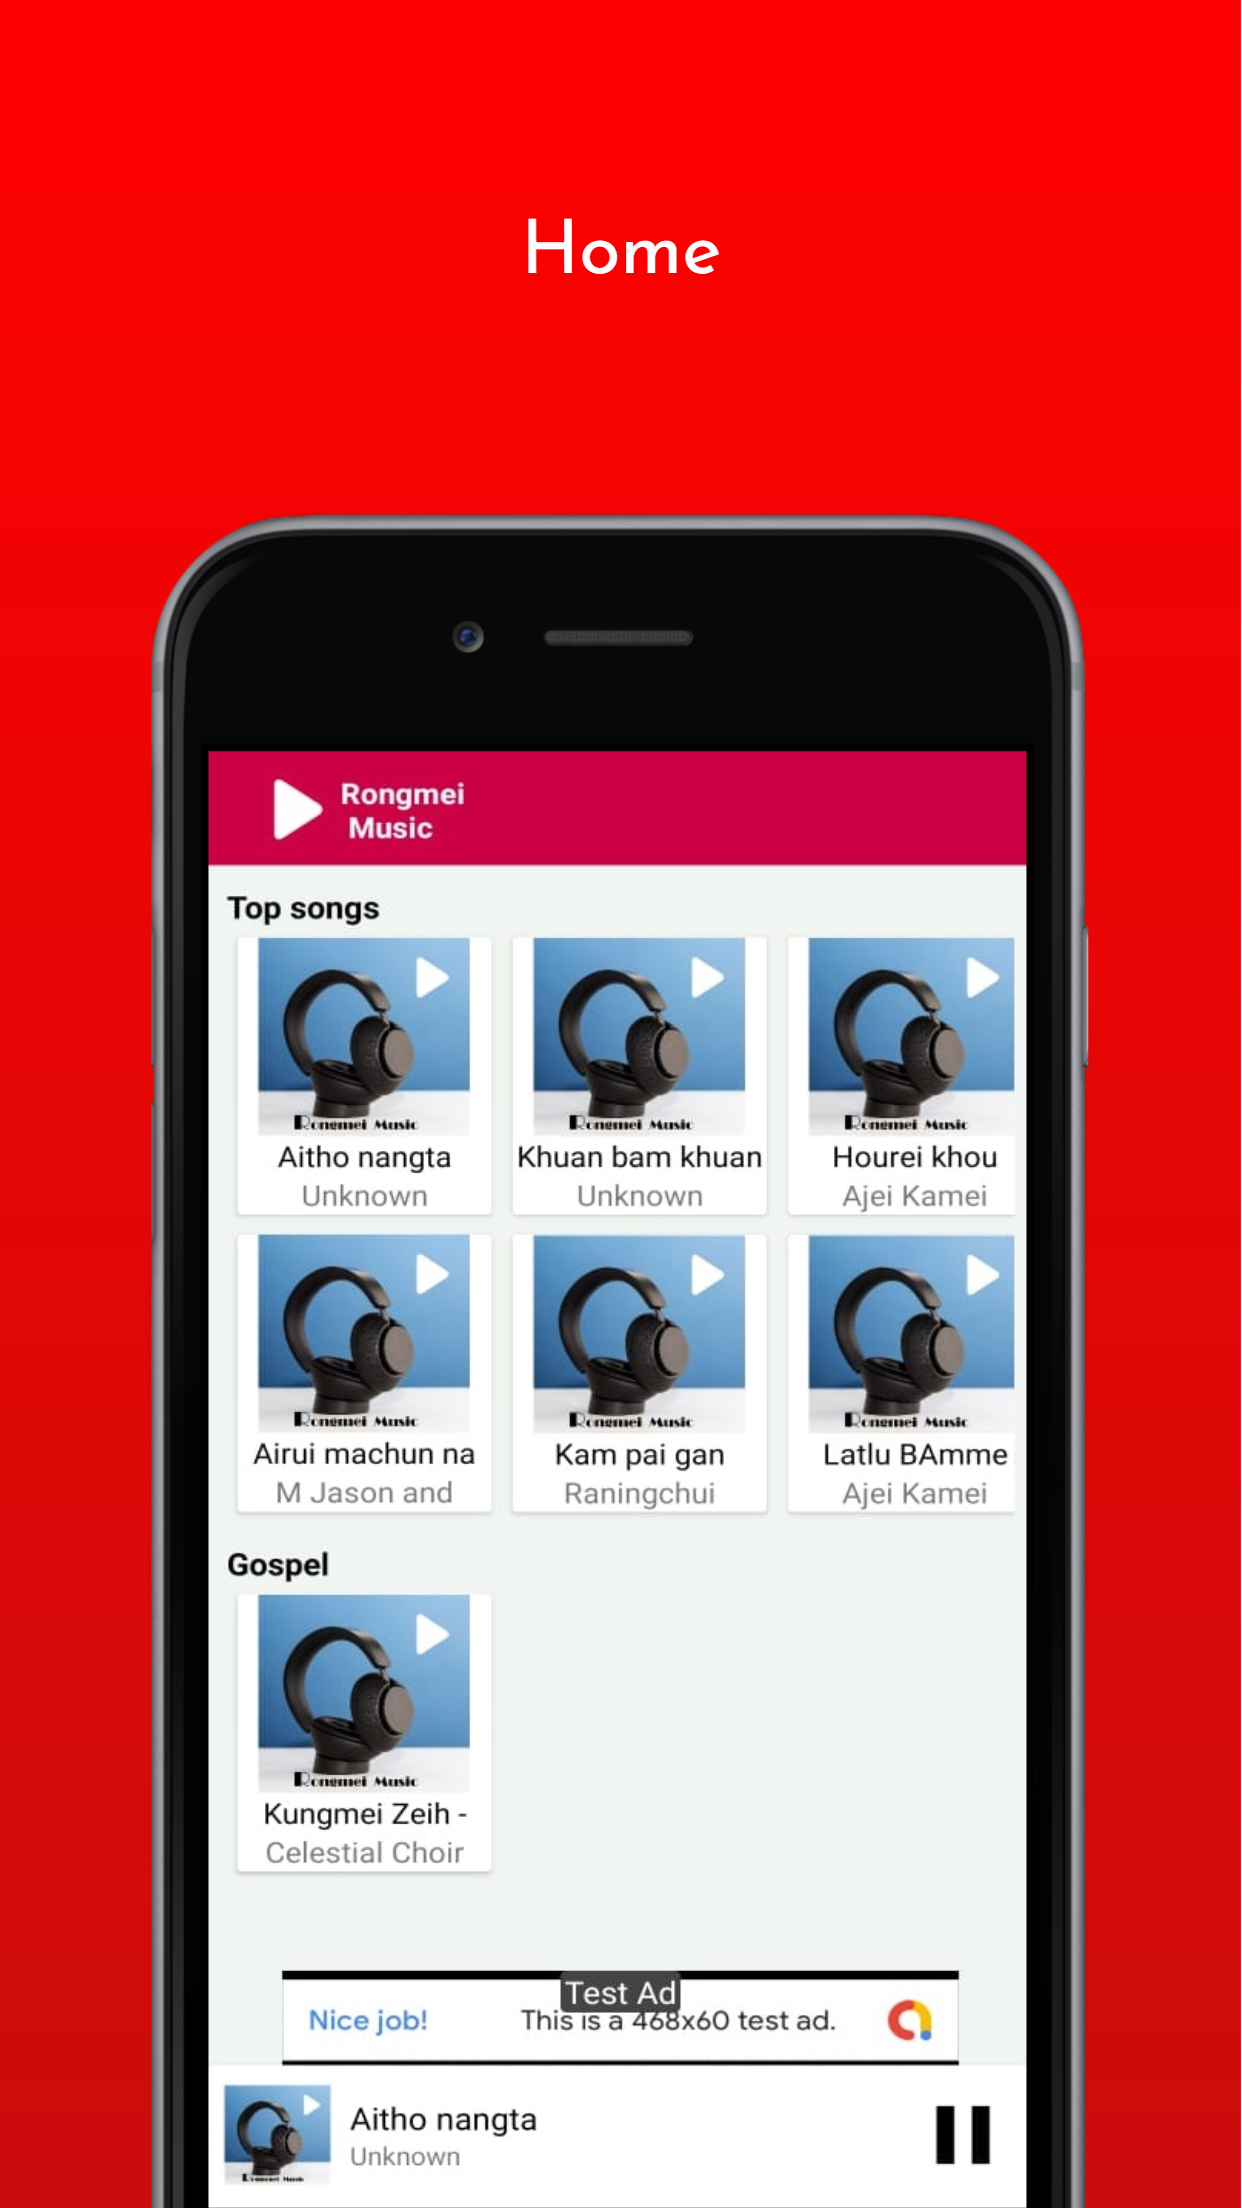 Home
Rongmei
Music
Top songs
Rongmei Music
Rongmei Music
Rongmei Music
Aitho nangta
Khuan bam khuan
Hourei khou
Unknown
Unknown
Ajei Kamei
Rongmei Music
Rongmei Music
Rongmei Music
Airui machun na
Kam pai gan
Latlu BAmme
M Jason and
Raningchui
Ajei Kamei
Gospel
Rongmei Music
Kungmei Zeih -
Celestial Choir
Test Ad
Nice job!
This is a 468x60 test ad.
Aitho nangta
Unknown
Rongmei Music